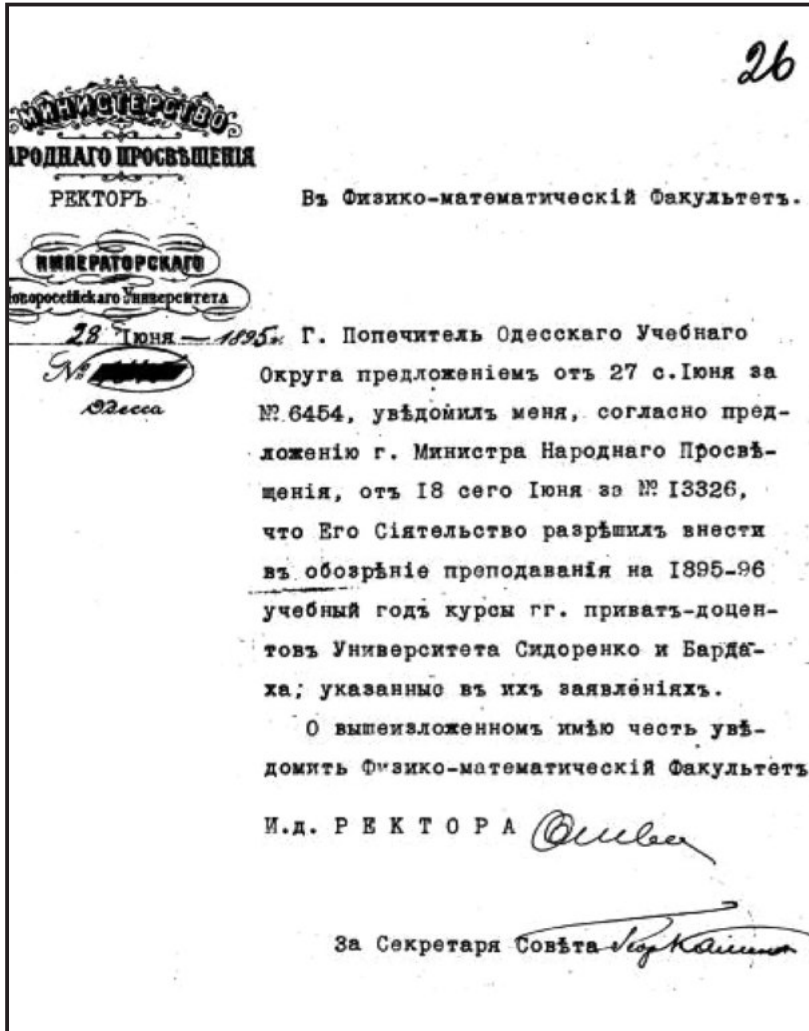 26
МИНИСТЕРСТВО
АРОДНАГО ПРОСВѢЩЕНІЯ
РЕКТОРЪ
Въ Физико-математическій Факультетъ.
ИМПЕРАТОРСКАГО
Новороссійскаго Университета
28 Іюня — 1895 г.
№
Одесса
Г. Попечитель Одесскаго Учебнаго
Округа предложеніемъ отъ 27 с.Іюня за
№ 6454, увѣдомилъ меня, согласно пред-
ложенію г. Министра Народнаго Просвѣ-
щенія, отъ 18 сего Іюня за № 13326,
что Его Сіятельство разрѣшилъ внести
въ обозрѣніе преподаванія на 1895-96
учебный годъ курсы гг. приватъ-доцен-
товъ Университета Сидоренко и Барда-
ха; указанные въ ихъ заявленіяхъ.
О вышеизложенномъ имѣю честь увѣ-
домить Физико-математическій Факультетъ
И.д. РЕКТОРА
За Секретаря Совѣта